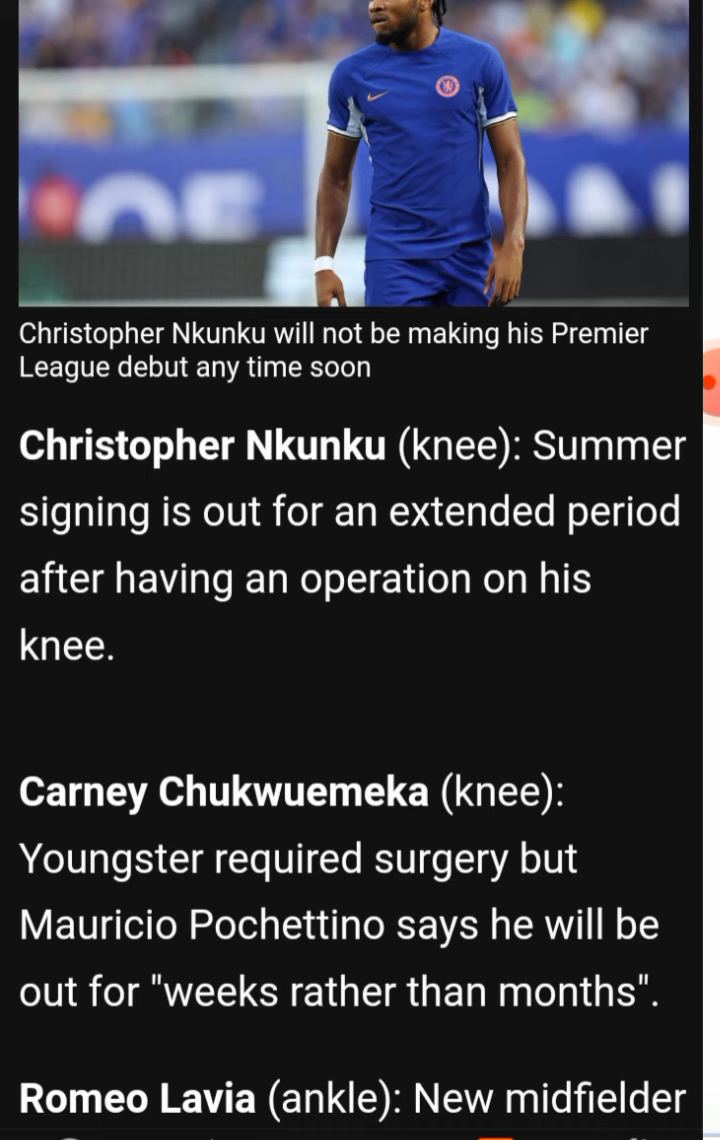 Christopher Nkunku will not be making his Premier
League debut any time soon
Christopher Nkunku (knee): Summer
signing is out for an extended period
after having an operation on his
knee.
Carney Chukwuemeka (knee):
Youngster required surgery but
Mauricio Pochettino says he will be
out for "weeks rather than months".
Romeo Lavia (ankle): New midfielder